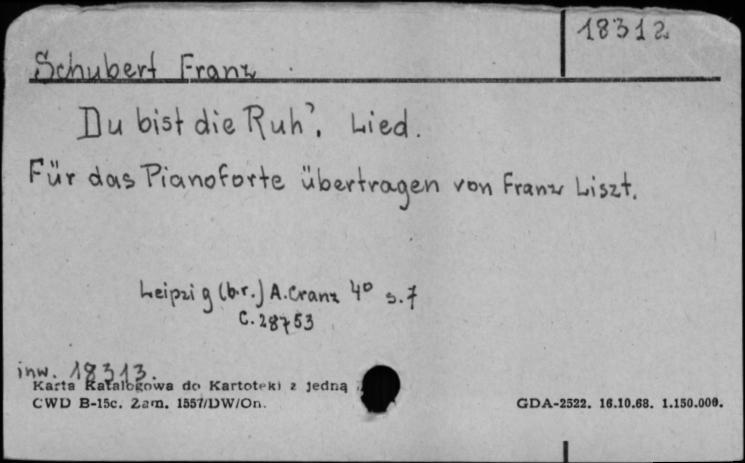 18312
Schubert Franz
Du bist die Ruh'. Lied.
Für das Pianoforte übertragen von Franz Liszt.
Leipzig (b.r.) A. Cranz 4° s. 7
C. 28753
inw. 18313.
Karta Katalogowa do Kartoteki z jedną
CWD B-15c. Zam. 1557/DW/On.
GDA-2522. 16.10.68. 1.150.000.